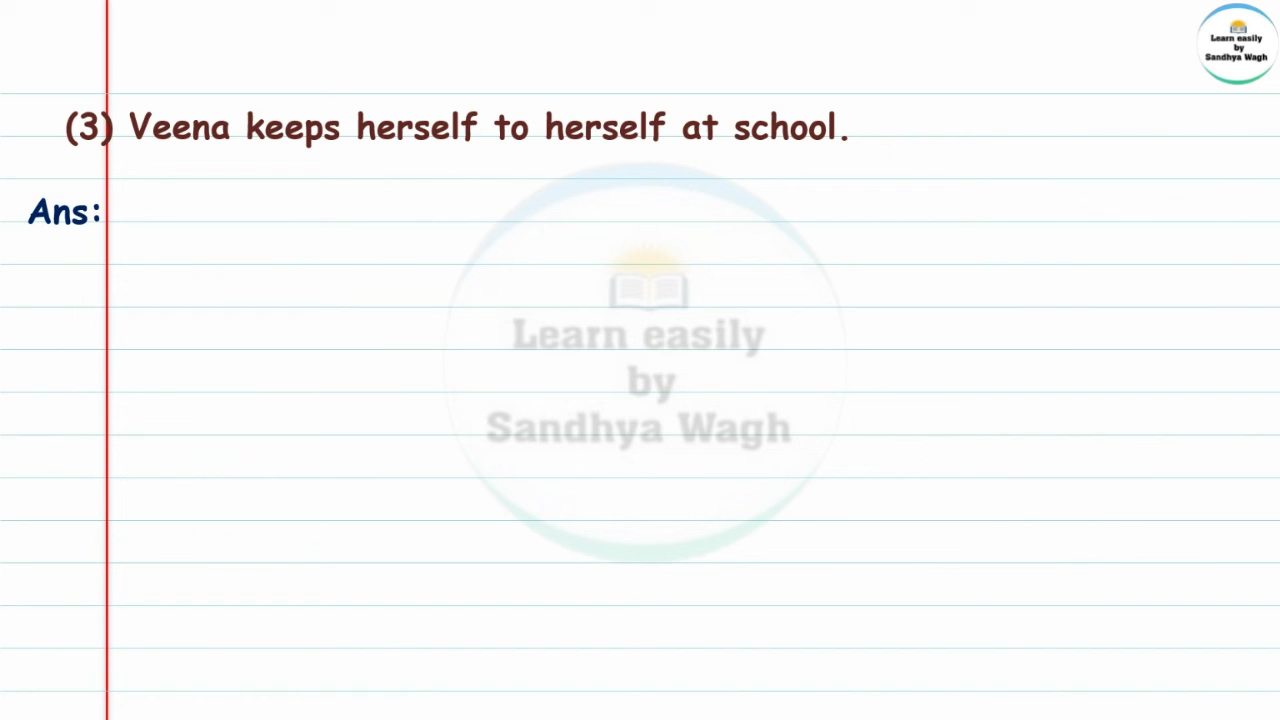 Learn easily
by
Sandhya Wagh
(3) Veena keeps herself to herself at school.
Ans:
Learn easily
by
Sandhya Wagh